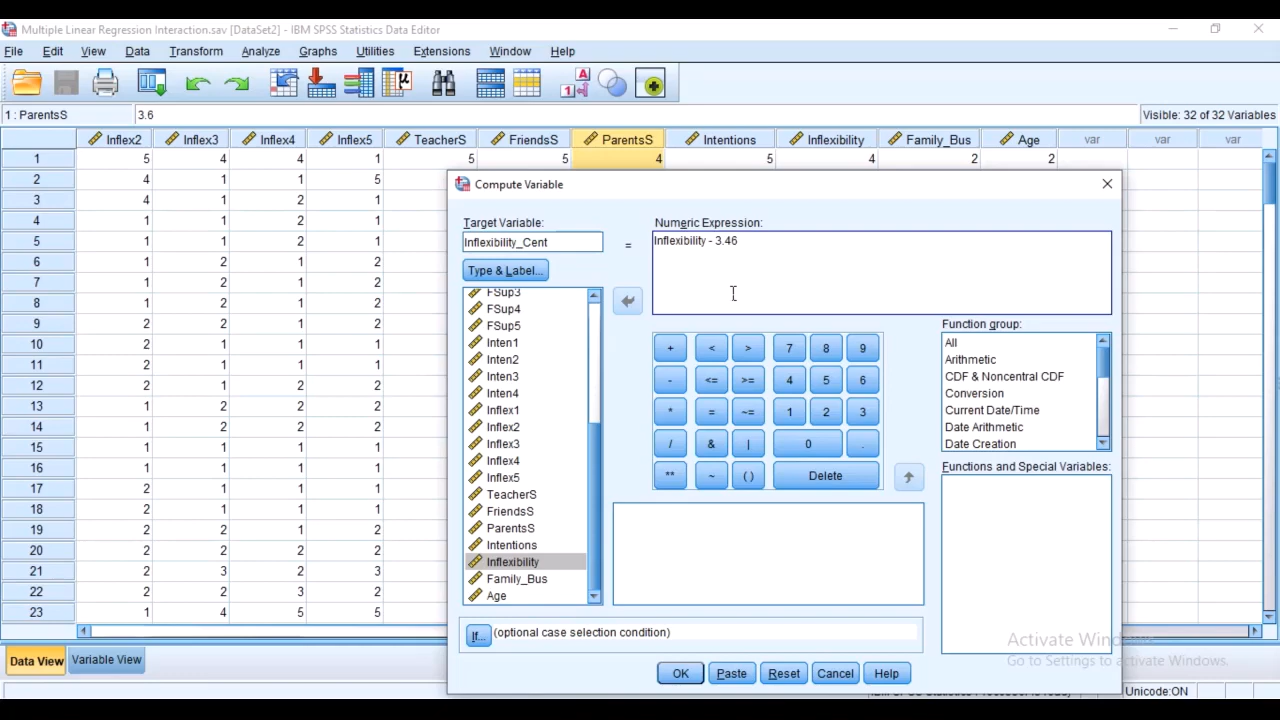 Multiple Linear Regression Interaction.sav [DataSet2] - IBM SPSS Statistics Data Editor
File Edit View Data Transform Analyze Graphs Utilities Extensions Window Help
1 : ParentsS 3.6 Visible: 32 of 32 Variables
Inflex2 Inflex3 Inflex4 Inflex5 TeacherS FriendsS ParentsS Intentions Inflexibility Family_Bus Age var var var
1 5 4 4 1 5 5 4 5 4 2 2
2 4 1 1 5
3 4 1 2 1
4 1 1 2 1
5 1 1 2 1
6 1 2 1 2
7 1 2 1 2
8 1 2 1 2
9 2 2 1 2
10 2 1 1 1
11 2 1 1 1
12 2 1 2 2
13 1 2 2 2
14 1 2 2 2
15 1 1 1 1
16 1 1 1 1
17 2 1 1 1
18 2 1 1 1
19 2 2 1 2
20 2 2 2 2
21 2 3 2 3
22 2 2 3 2
23 1 4 5 5
Compute Variable
Target Variable: Numeric Expression:
Inflexibility_Cent = Inflexibility - 3.46
Type & Label...
FSup3
FSup4
FSup5
Inten1
Inten2
Inten3
Inten4
Inflex1
Inflex2
Inflex3
Inflex4
Inflex5
TeacherS
FriendsS
ParentsS
Intentions
Inflexibility
Family_Bus
Age
+ < > 7 8 9
- <= >= 4 5 6
* = ~= 1 2 3
/ & | 0 .
** ~ ( ) Delete
Function group:
All
Arithmetic
CDF & Noncentral CDF
Conversion
Current Date/Time
Date Arithmetic
Date Creation
Functions and Special Variables:
If... (optional case selection condition)
OK Paste Reset Cancel Help
Activate Windows
Go to Settings to activate Windows.
Data View Variable View
Unicode:ON